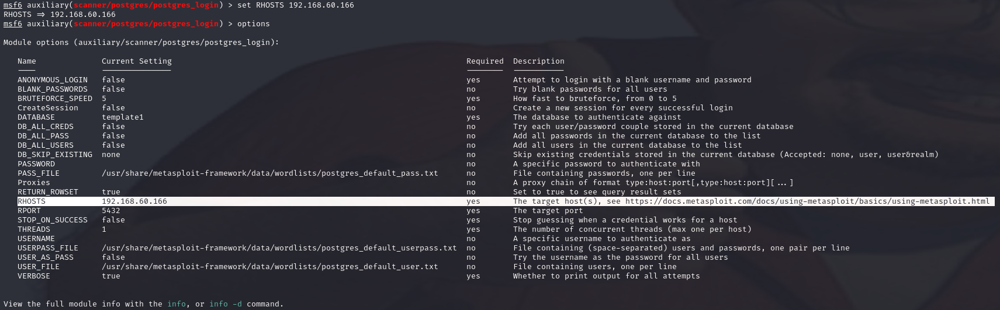 msf6 auxiliary(scanner/postgres/postgres_login) > set RHOSTS 192.168.60.166
RHOSTS => 192.168.60.166
msf6 auxiliary(scanner/postgres/postgres_login) > options
Module options (auxiliary/scanner/postgres/postgres_login):
Name Current Setting Required Description
---- --------------- -------- -----------
ANONYMOUS_LOGIN false yes Attempt to login with a blank username and password
BLANK_PASSWORDS false no Try blank passwords for all users
BRUTEFORCE_SPEED 5 yes How fast to bruteforce, from 0 to 5
CreateSession false no Create a new session for every successful login
DATABASE template1 yes The database to authenticate against
DB_ALL_CREDS false no Try each user/password couple stored in the current database
DB_ALL_PASS false no Add all passwords in the current database to the list
DB_ALL_USERS false no Add all users in the current database to the list
DB_SKIP_EXISTING none no Skip existing credentials stored in the current database (Accepted: none, user, user&realm)
PASSWORD no A specific password to authenticate with
PASS_FILE /usr/share/metasploit-framework/data/wordlists/postgres_default_pass.txt no File containing passwords, one per line
Proxies no A proxy chain of format type:host:port[,type:host:port][...]
RETURN_ROWSET true no Set to true to see query result sets
RHOSTS 192.168.60.166 yes The target host(s), see https://docs.metasploit.com/docs/using-metasploit/basics/using-metasploit.html
RPORT 5432 yes The target port
STOP_ON_SUCCESS false yes Stop guessing when a credential works for a host
THREADS 1 yes The number of concurrent threads (max one per host)
USERNAME no A specific username to authenticate as
USERPASS_FILE /usr/share/metasploit-framework/data/wordlists/postgres_default_userpass.txt no File containing (space-separated) users and passwords, one pair per line
USER_AS_PASS false no Try the username as the password for all users
USER_FILE /usr/share/metasploit-framework/data/wordlists/postgres_default_user.txt no File containing users, one per line
VERBOSE true yes Whether to print output for all attempts
View the full module info with the info, or info -d command.